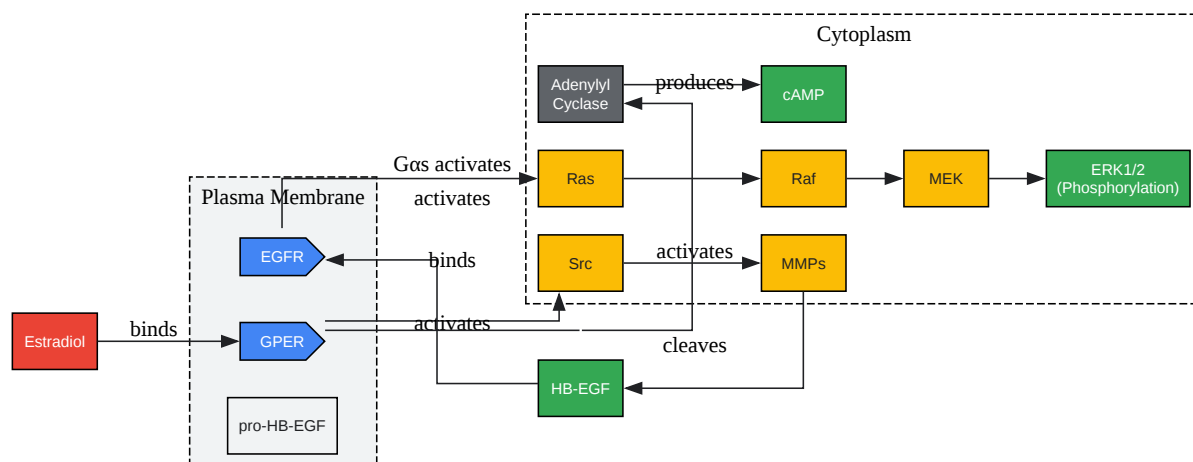 Cytoplasm
Adenylyl
Cyclase
produces
cAMP
Gαs activates
activates
Ras
Raf
MEK
ERK1/2
(Phosphorylation)
Plasma Membrane
EGFR
binds
Src
activates
MMPs
Estradiol
binds
GPER
activates
cleaves
HB-EGF
pro-HB-EGF